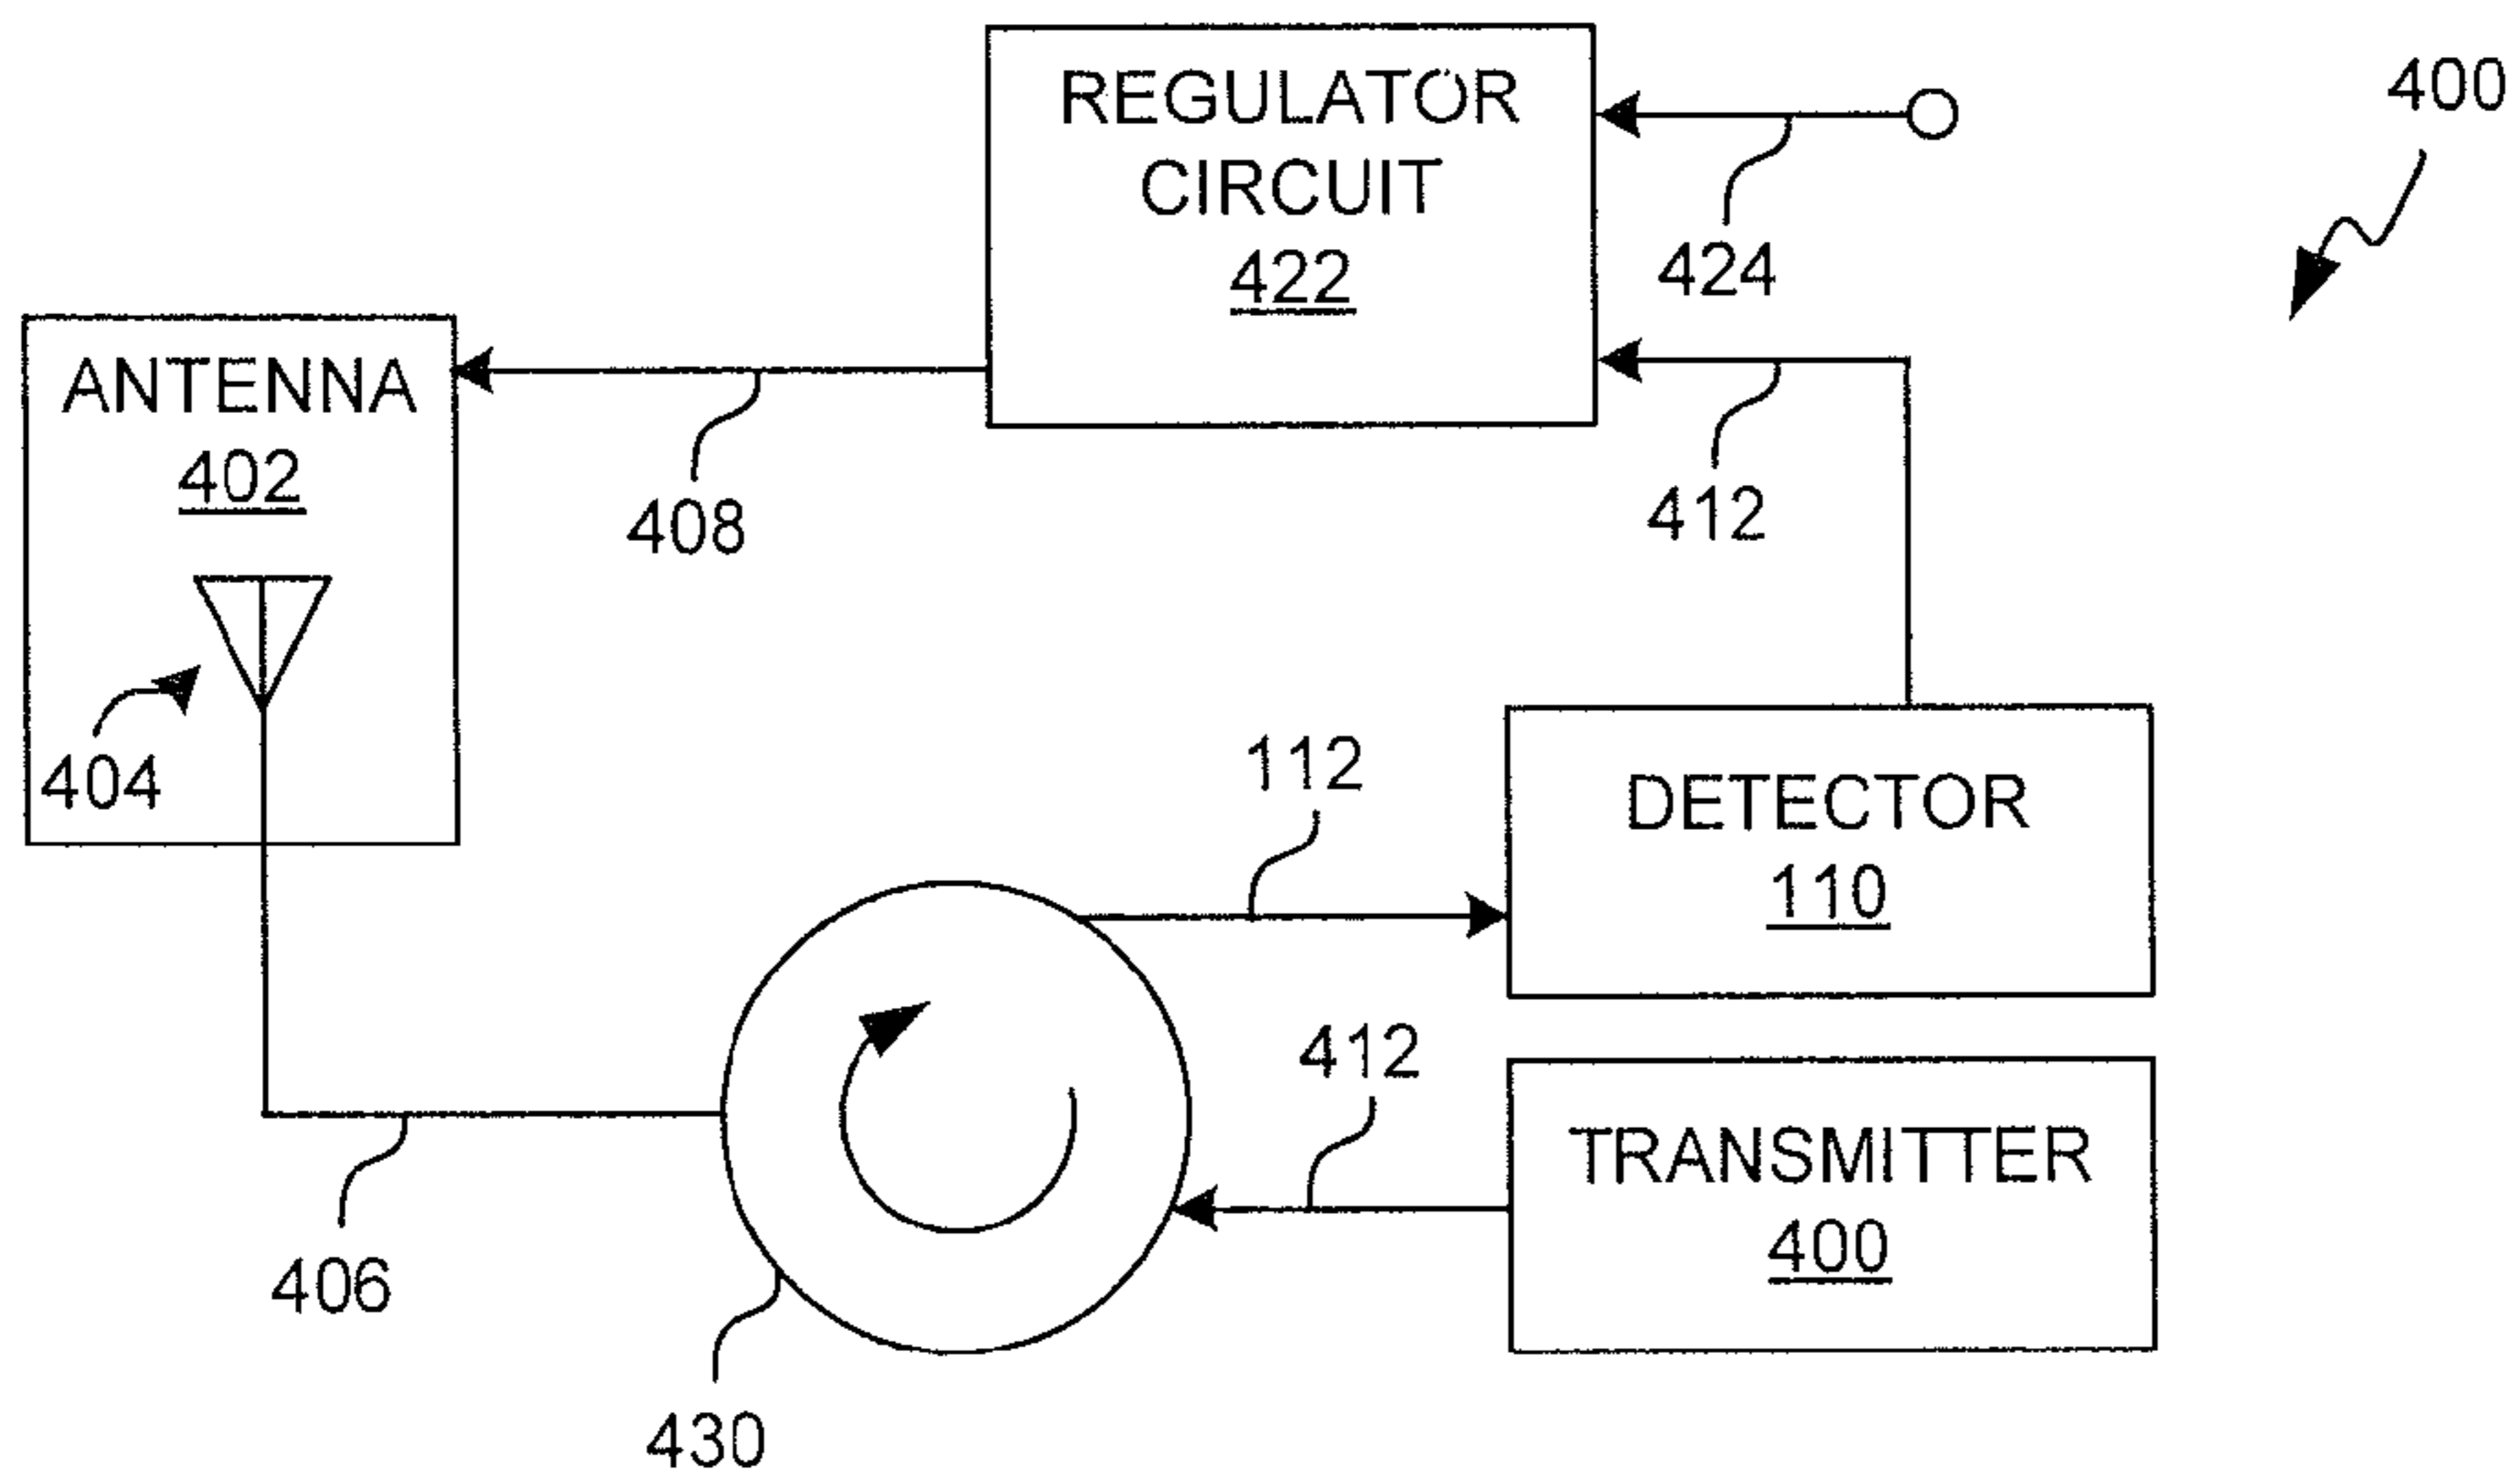 REGULATOR
CIRCUIT
422
424
400
ANTENNA
402
408
412
404
112
DETECTOR
110
412
TRANSMITTER
400
406
430